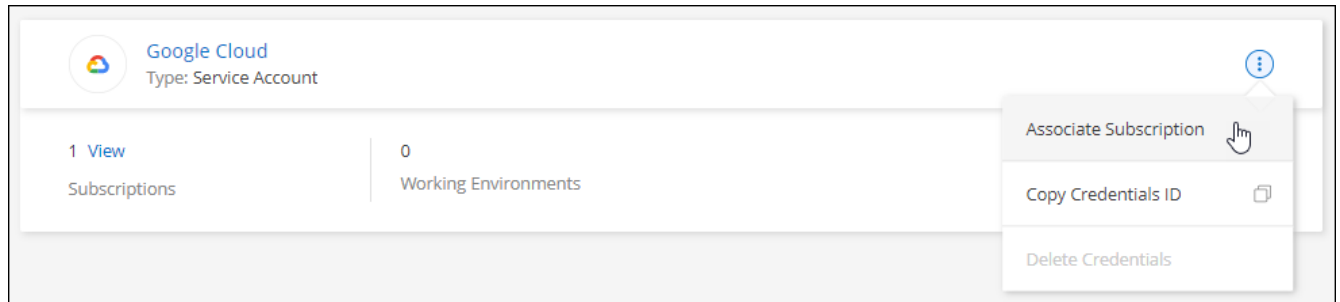 Google Cloud
Type: Service Account
1 View
Subscriptions
0
Working Environments
Associate Subscription
Copy Credentials ID
Delete Credentials